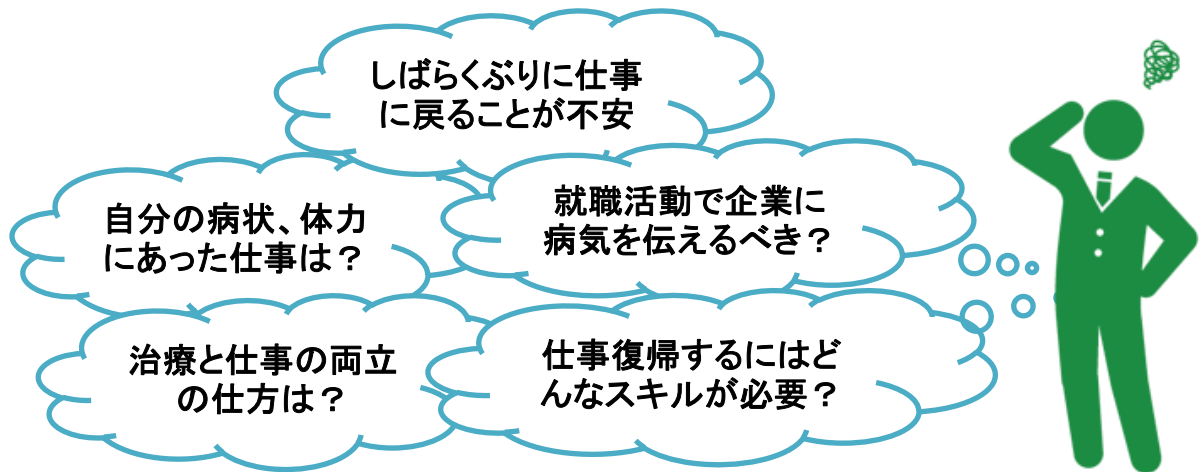 しばらくぶりに仕事
に戻ることが不安
自分の病状、体力
にあった仕事は？
就職活動で企業に
病気を伝えるべき？
治療と仕事の両立
の仕方は？
仕事復帰するにはど
んなスキルが必要？